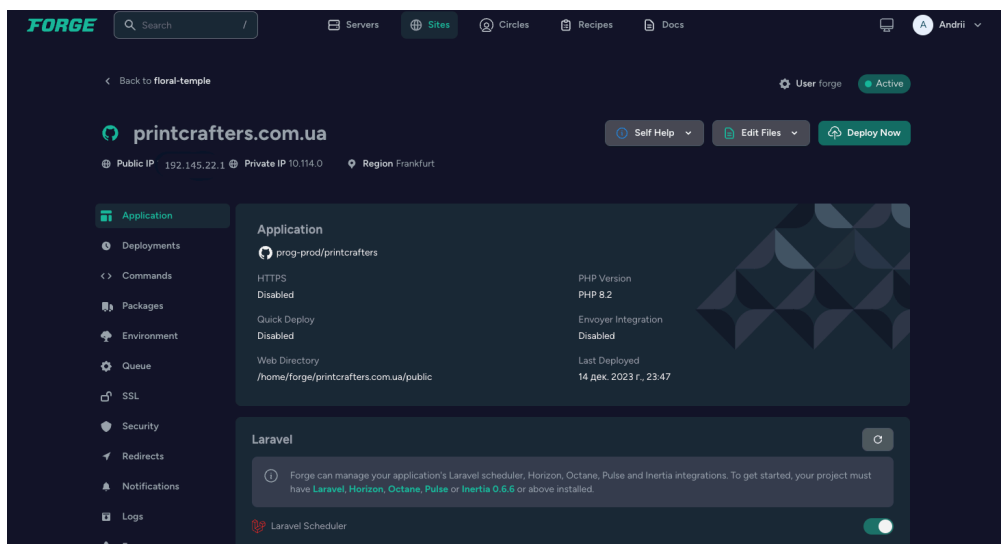 FORGE
Search /
Servers
Sites
Circles
Recipes
Docs
A Andrii
Back to floral-temple
User forge
Active
printcrafters.com.ua
Self Help
Edit Files
Deploy Now
Public IP 192.145.22.1 Private IP 10.114.0 Region Frankfurt
Application
Deployments
Commands
Packages
Environment
Queue
SSL
Security
Redirects
Notifications
Logs
Application
prog-prod/printcrafters
HTTPS
Disabled
PHP Version
PHP 8.2
Quick Deploy
Disabled
Envoyer Integration
Disabled
Web Directory
/home/forge/printcrafters.com.ua/public
Last Deployed
14 дек. 2023 г., 23:47
Laravel
Forge can manage your application's Laravel scheduler, Horizon, Octane, Pulse and Inertia integrations. To get started, your project must
have Laravel, Horizon, Octane, Pulse or Inertia 0.6.6 or above installed.
Laravel Scheduler